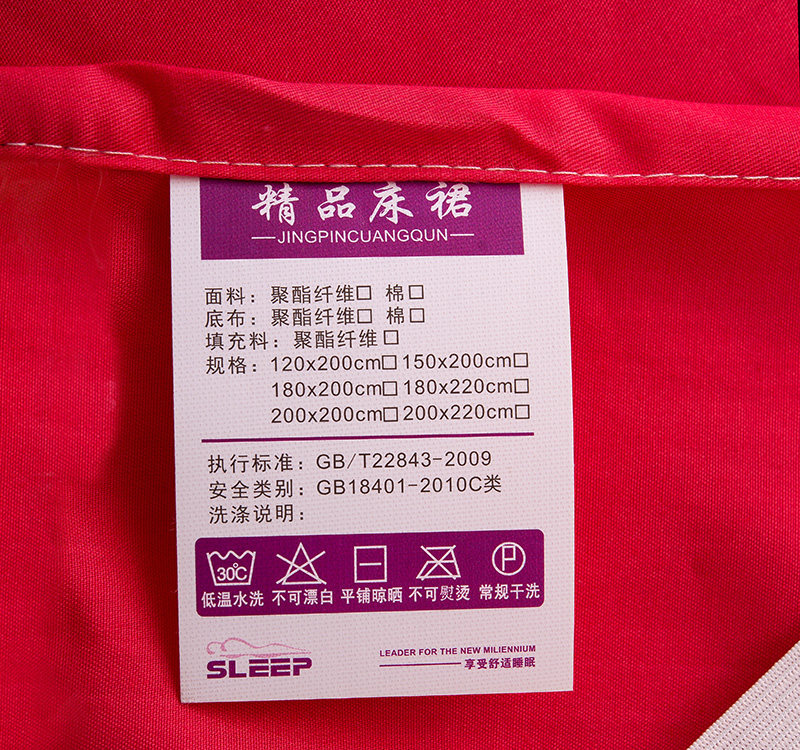 精品床裙
JINGPINCUANGQUN
面料：聚酯纤维□ 棉□
底布：聚酯纤维□ 棉□
填充料：聚酯纤维□
规格：120x200cm□150x200cm□
180x200cm□180x220cm□
200x200cm□200x220cm□
执行标准：GB/T22843-2009
安全类别：GB18401-2010C类
洗涤说明：
30℃ P
低温水洗 不可漂白 平铺晾晒 不可熨烫 常规干洗
SLEEP
LEADER FOR THE NEW MILIENNIUM
享受舒适睡眠